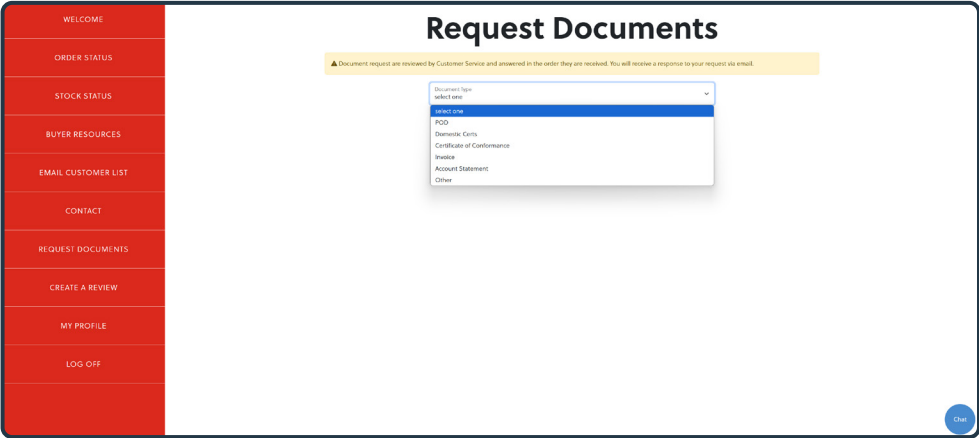 WELCOME
ORDER STATUS
STOCK STATUS
BUYER RESOURCES
EMAIL CUSTOMER LIST
CONTACT
REQUEST DOCUMENTS
CREATE A REVIEW
MY PROFILE
LOG OFF
Request Documents
Document request are reviewed by Customer Service and answered in the order they are received. You will receive a response to your request via email.
Document Type
select one
select one
POD
Domestic Certs
Certificate of Conformance
Invoice
Account Statement
Other
Chat